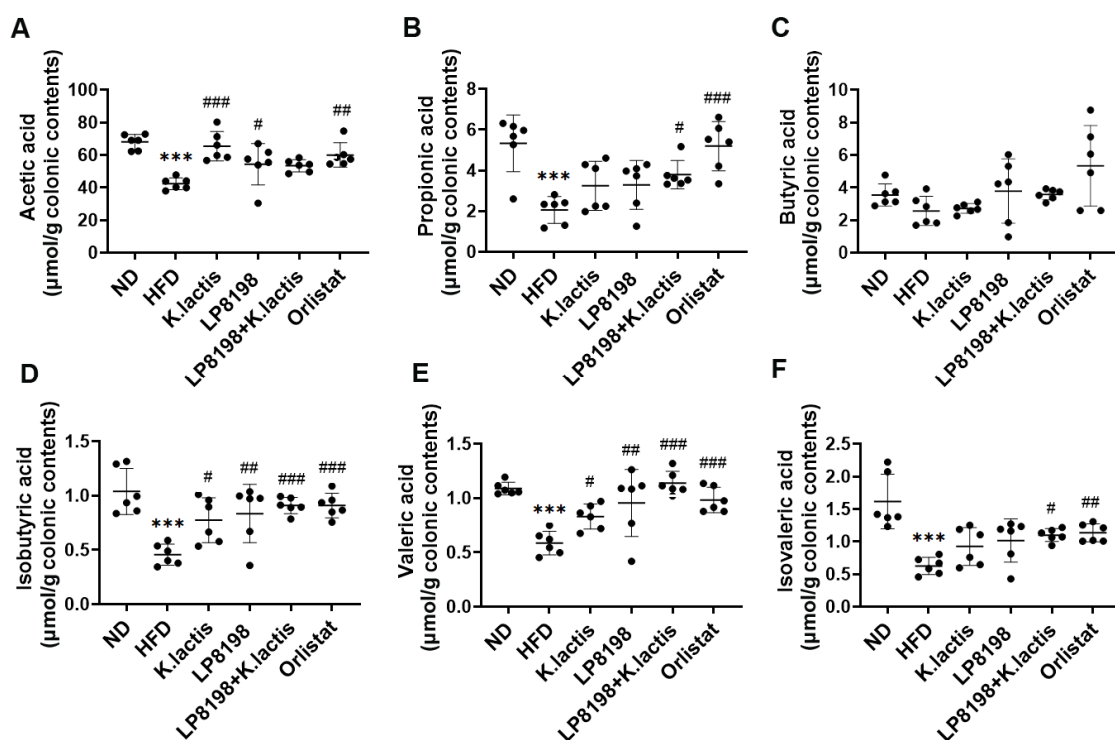 A
Acetic acid
(μmol/g colonic contents)
100
80
60
40
20
0
***
###
#
##
ND
HFD
K.lactis
LP8198
LP8198+K.lactis
Orlistat
B
Propionic acid
(μmol/g colonic contents)
8
6
4
2
0
***
#
###
ND
HFD
K.lactis
LP8198
LP8198+K.lactis
Orlistat
C
Butyric acid
(μmol/g colonic contents)
10
8
6
4
2
0
ND
HFD
K.lactis
LP8198
LP8198+K.lactis
Orlistat
D
Isobutyric acid
(μmol/g colonic contents)
1.5
1.0
0.5
0.0
***
#
##
###
###
ND
HFD
K.lactis
LP8198
LP8198+K.lactis
Orlistat
E
Valeric acid
(μmol/g colonic contents)
1.5
1.0
0.5
0.0
***
#
##
###
###
ND
HFD
K.lactis
LP8198
LP8198+K.lactis
Orlistat
F
Isovaleric acid
(μmol/g colonic contents)
2.5
2.0
1.5
1.0
0.5
0.0
***
#
##
ND
HFD
K.lactis
LP8198
LP8198+K.lactis
Orlistat